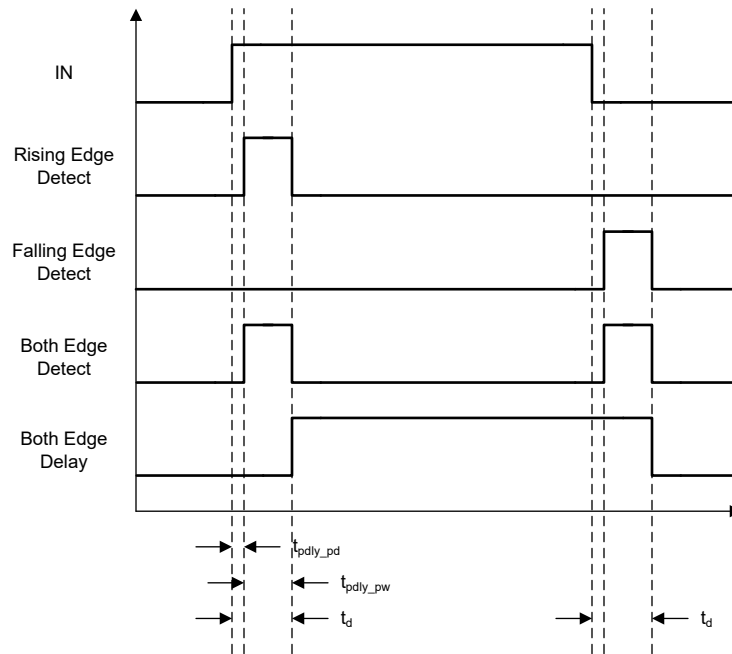 IN
Rising Edge
Detect
Falling Edge
Detect
Both Edge
Detect
Both Edge
Delay
tpdly_pd
tpdly_pw
td
td